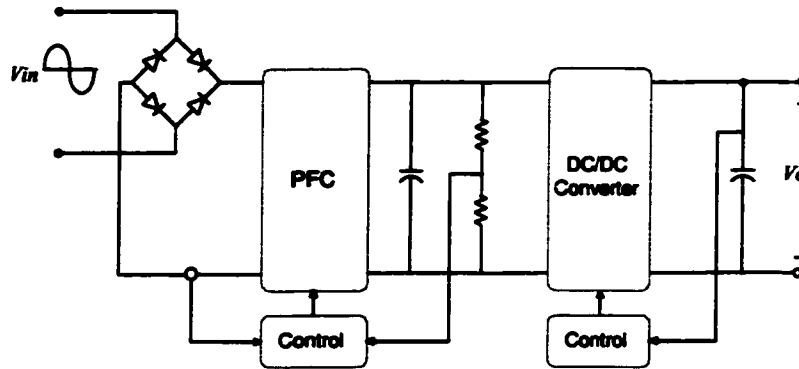 Vin
PFC
DC/DC
Converter
Control
Control